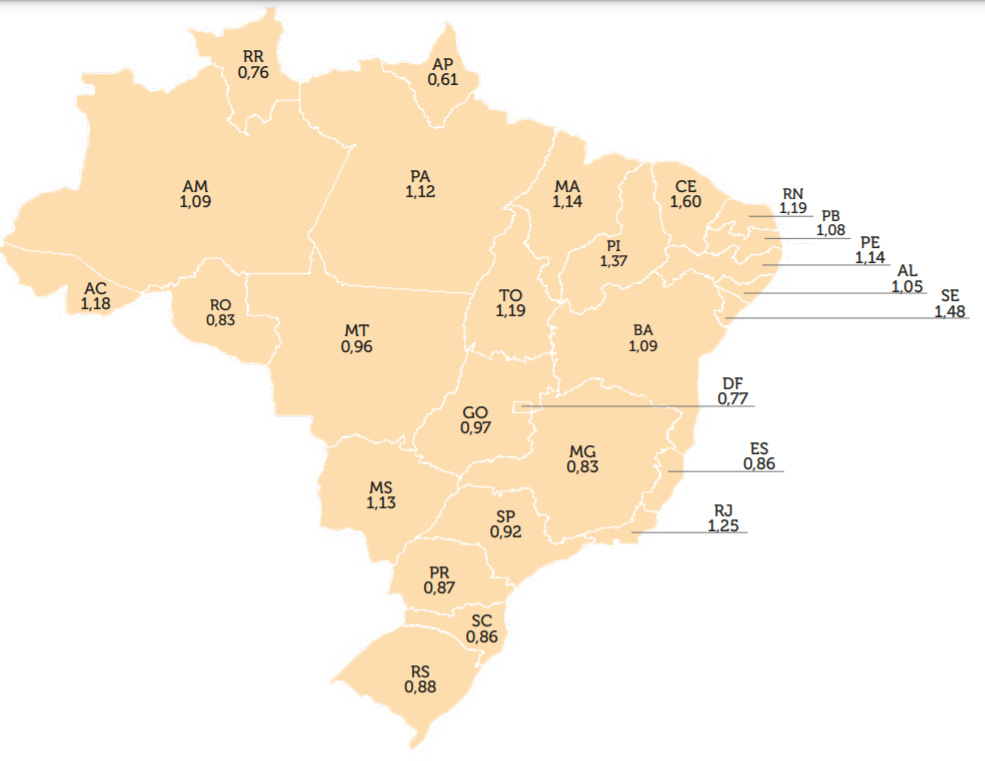 RR
0,76
AP
0,61
AM
1,09
PA
1,12
MA
1,14
CE
1,60
RN
1,19
PB
1,08
PE
1,14
PI
1,37
AL
1,05
SE
1,48
AC
1,18
RO
0,83
TO
1,19
MT
0,96
BA
1,09
DF
0,77
GO
0,97
MG
0,83
ES
0,86
MS
1,13
SP
0,92
RJ
1,25
PR
0,87
SC
0,86
RS
0,88